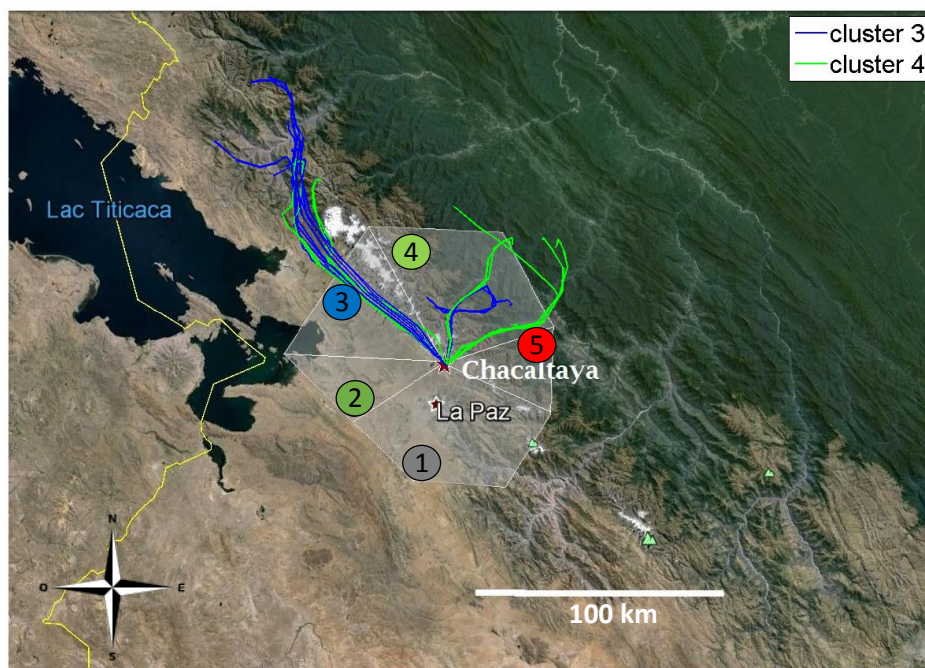 cluster 3
cluster 4
Lac Titicaca
4
3
5
Chacaltaya
2
La Paz
1
N
O
E
S
100 km